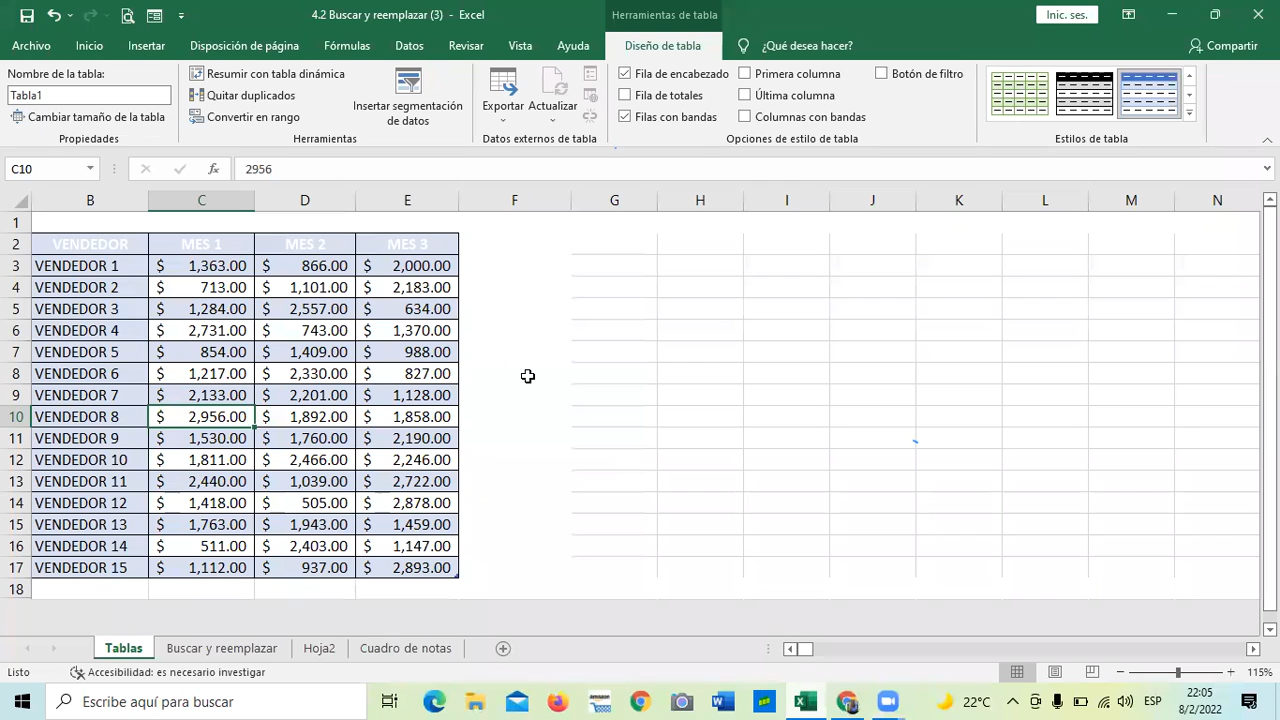 4.2 Buscar y reemplazar (3) - Excel
Herramientas de tabla
Inic. ses.
Archivo Inicio Insertar Disposición de página Fórmulas Datos Revisar Vista Ayuda Diseño de tabla ¿Qué desea hacer? Compartir
Nombre de la tabla:
Tabla1
Cambiar tamaño de la tabla
Propiedades
Resumir con tabla dinámica
Quitar duplicados
Convertir en rango
Insertar segmentación
de datos
Herramientas
Exportar Actualizar
Datos externos de tabla
Fila de encabezado Primera columna Botón de filtro
Fila de totales Última columna
Filas con bandas Columnas con bandas
Opciones de estilo de tabla
Estilos de tabla
C10 fx 2956
B C D E F G H I J K L M N
1
2 VENDEDOR MES 1 MES 2 MES 3
3 VENDEDOR 1 $ 1,363.00 $ 866.00 $ 2,000.00
4 VENDEDOR 2 $ 713.00 $ 1,101.00 $ 2,183.00
5 VENDEDOR 3 $ 1,284.00 $ 2,557.00 $ 634.00
6 VENDEDOR 4 $ 2,731.00 $ 743.00 $ 1,370.00
7 VENDEDOR 5 $ 854.00 $ 1,409.00 $ 988.00
8 VENDEDOR 6 $ 1,217.00 $ 2,330.00 $ 827.00
9 VENDEDOR 7 $ 2,133.00 $ 2,201.00 $ 1,128.00
10 VENDEDOR 8 $ 2,956.00 $ 1,892.00 $ 1,858.00
11 VENDEDOR 9 $ 1,530.00 $ 1,760.00 $ 2,190.00
12 VENDEDOR 10 $ 1,811.00 $ 2,466.00 $ 2,246.00
13 VENDEDOR 11 $ 2,440.00 $ 1,039.00 $ 2,722.00
14 VENDEDOR 12 $ 1,418.00 $ 505.00 $ 2,878.00
15 VENDEDOR 13 $ 1,763.00 $ 1,943.00 $ 1,459.00
16 VENDEDOR 14 $ 511.00 $ 2,403.00 $ 1,147.00
17 VENDEDOR 15 $ 1,112.00 $ 937.00 $ 2,893.00
18
Tablas Buscar y reemplazar Hoja2 Cuadro de notas
Listo Accesibilidad: es necesario investigar 115%
Escribe aquí para buscar 22°C ESP 22:05
8/2/2022